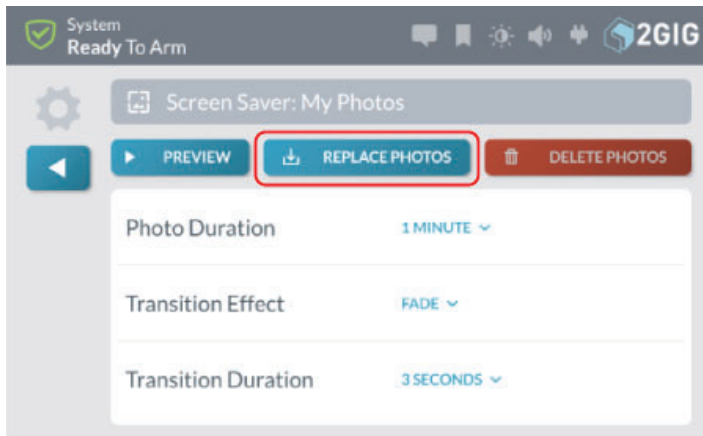 System
Ready To Arm
2GIG
Screen Saver: My Photos
PREVIEW
REPLACE PHOTOS
DELETE PHOTOS
Photo Duration
1 MINUTE
Transition Effect
FADE
Transition Duration
3 SECONDS